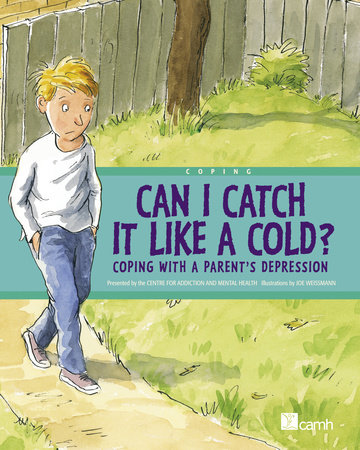 COPING
CAN I CATCH
IT LIKE A COLD?
COPING WITH A PARENT'S DEPRESSION
Presented by the CENTRE FOR ADDICTION AND MENTAL HEALTH Illustrations by JOE WEISSMANN
camh